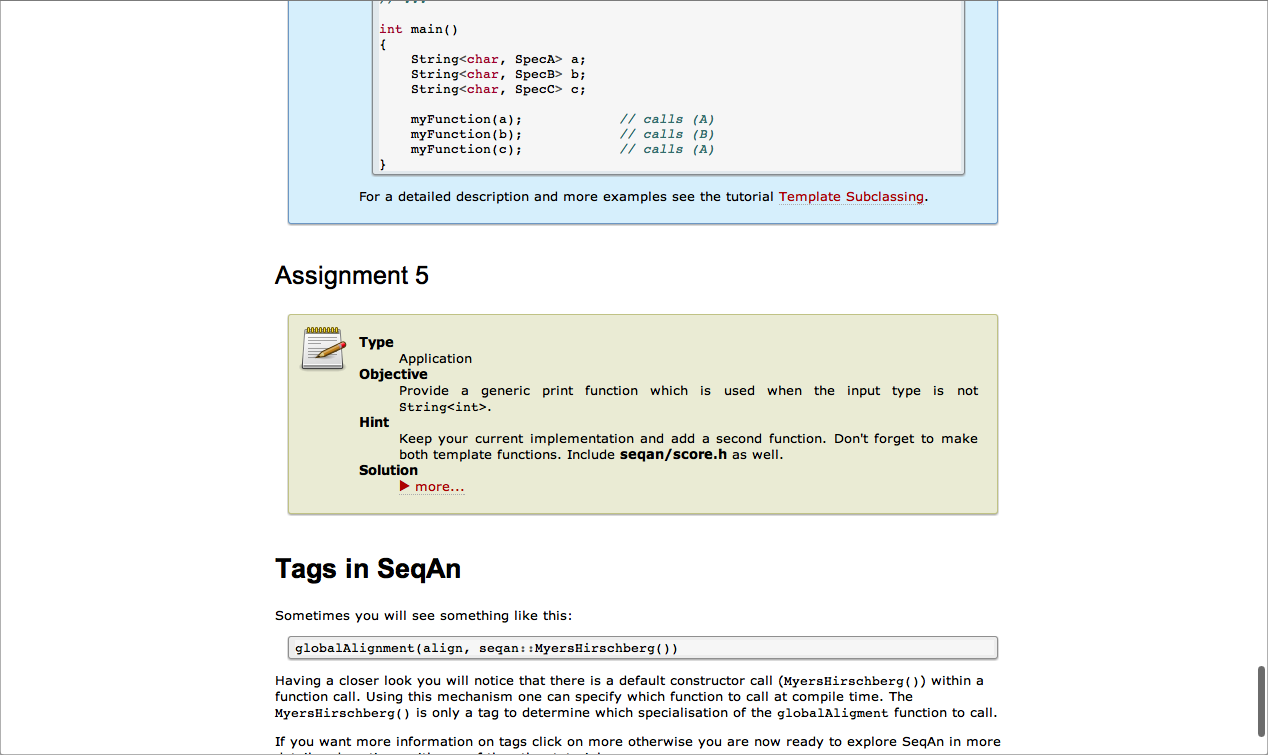 // ...
int main()
{
    String<char, SpecA> a;
    String<char, SpecB> b;
    String<char, SpecC> c;
    myFunction(a);            // calls (A)
    myFunction(b);            // calls (B)
    myFunction(c);            // calls (A)
}
For a detailed description and more examples see the tutorial Template Subclassing.
Assignment 5
Type
Application
Objective
Provide a generic print function which is used when the input type is not
String<int>.
Hint
Keep your current implementation and add a second function. Don't forget to make
both template functions. Include seqan/score.h as well.
Solution
▶ more...
Tags in SeqAn
Sometimes you will see something like this:
globalAlignment(align, seqan::MyersHirschberg())
Having a closer look you will notice that there is a default constructor call (MyersHirschberg()) within a
function call. Using this mechanism one can specify which function to call at compile time. The
MyersHirschberg() is only a tag to determine which specialisation of the globalAligment function to call.
If you want more information on tags click on more otherwise you are now ready to explore SeqAn in more